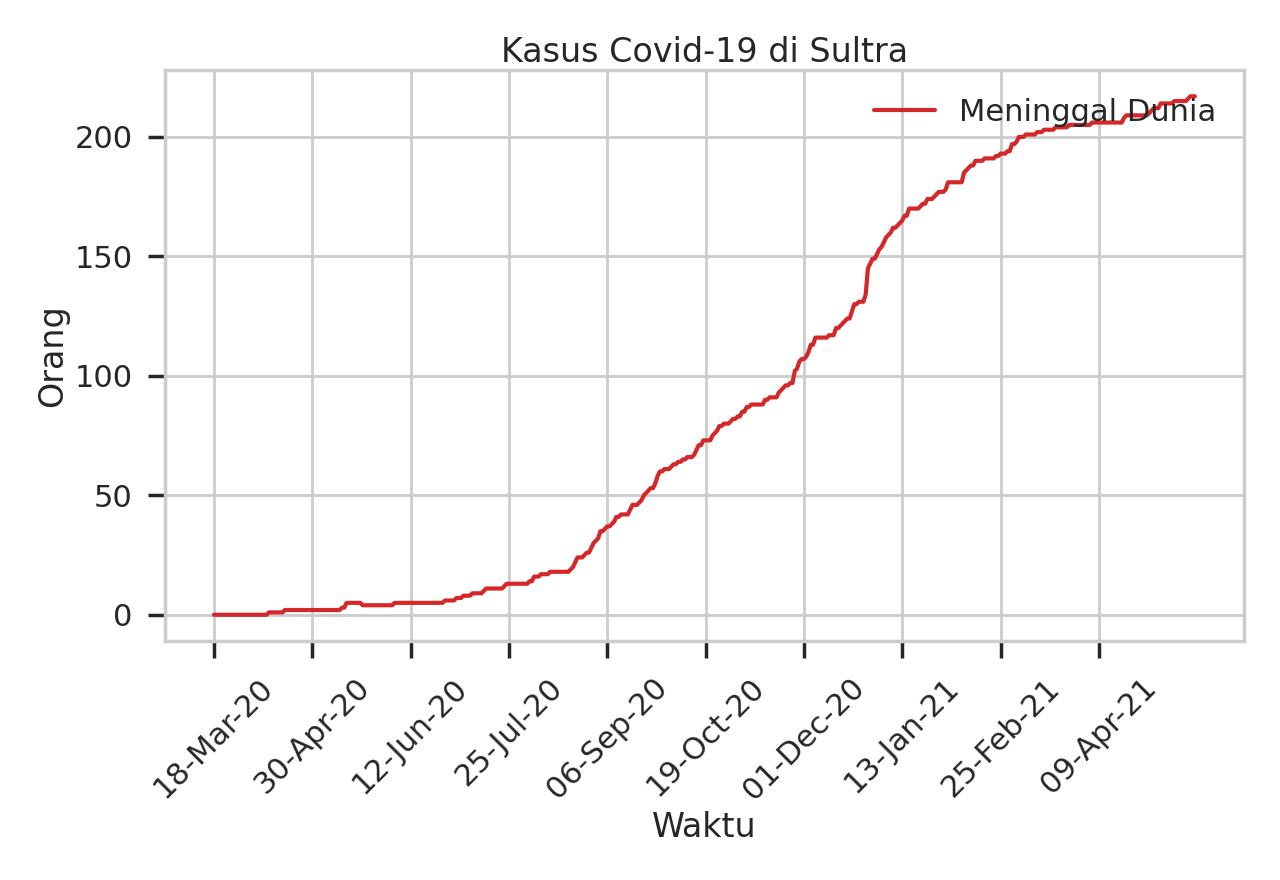 Kasus Covid-19 di Sultra
Meninggal Dunia
200
150
100
50
0
Orang
18-Mar-20
30-Apr-20
12-Jun-20
25-Jul-20
06-Sep-20
19-Oct-20
01-Dec-20
13-Jan-21
25-Feb-21
09-Apr-21
Waktu